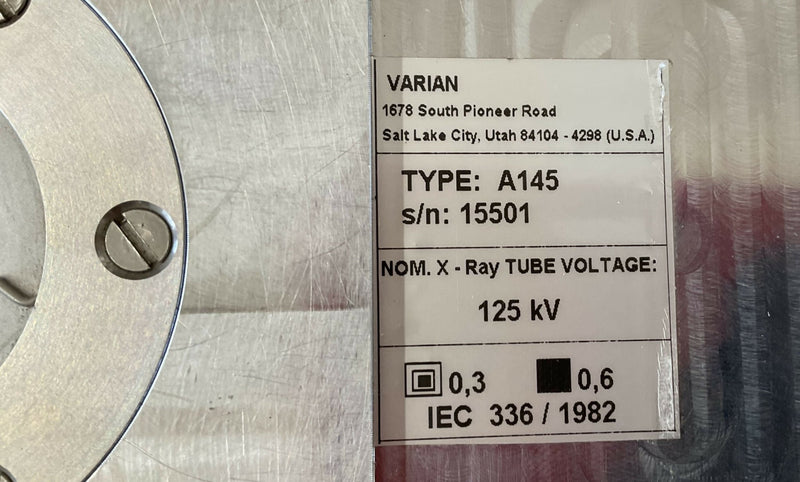 VARIAN
1678 South Pioneer Road
Salt Lake City, Utah 84104 - 4298 (U.S.A.)
TYPE: A145
s/n: 15501
NOM. X - Ray TUBE VOLTAGE:
125 kV
0,3 0,6
IEC 336 / 1982